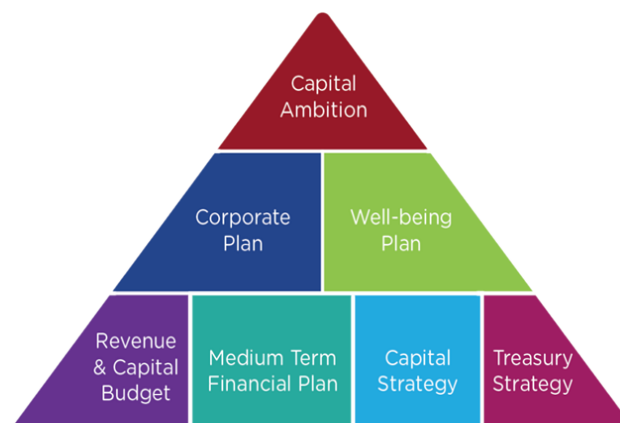 Capital
Ambition
Corporate
Plan
Well-being
Plan
Revenue
& Capital
Budget
Medium Term
Financial Plan
Capital
Strategy
Treasury
Strategy